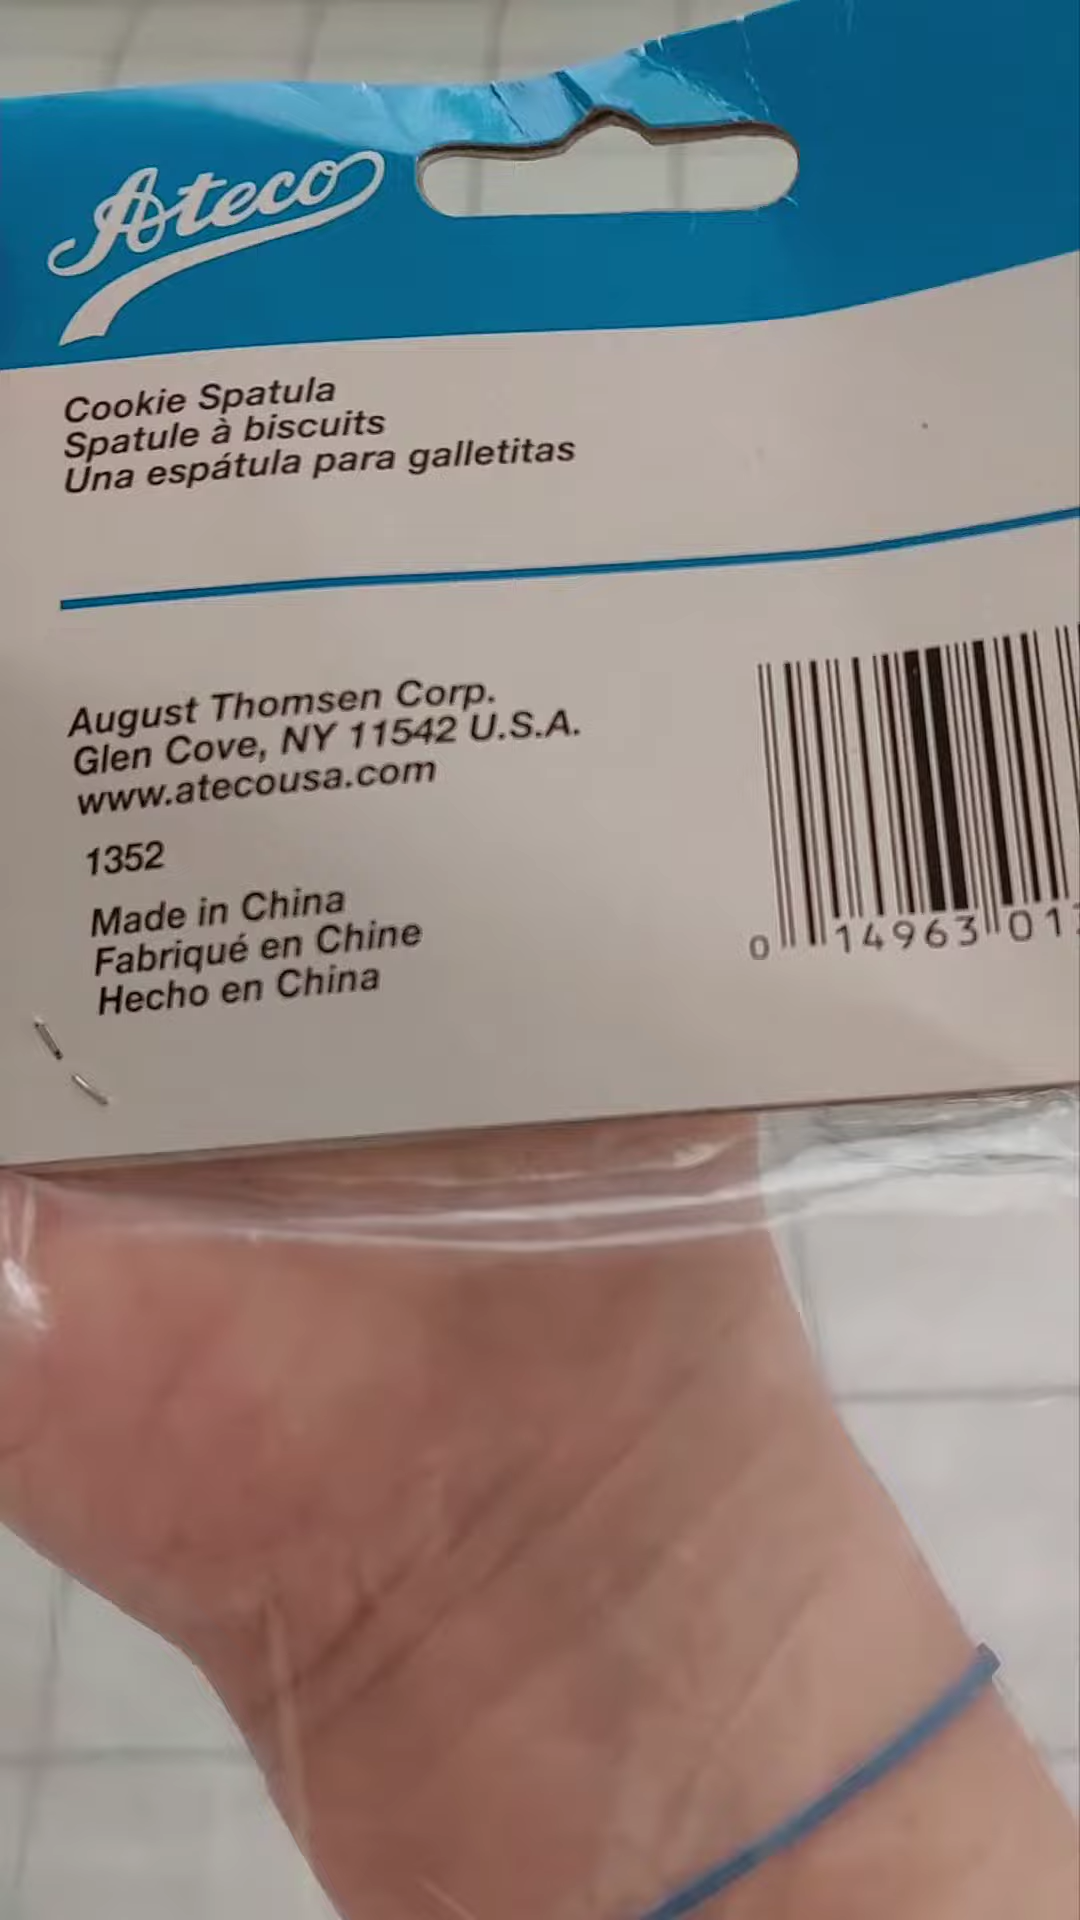 Ateco
Cookie Spatula
Spatule à biscuits
Una espátula para galletitas
August Thomsen Corp.
Glen Cove, NY 11542 U.S.A.
www.atecousa.com
1352
Made in China
Fabriqué en Chine
Hecho en China
0 14963 01